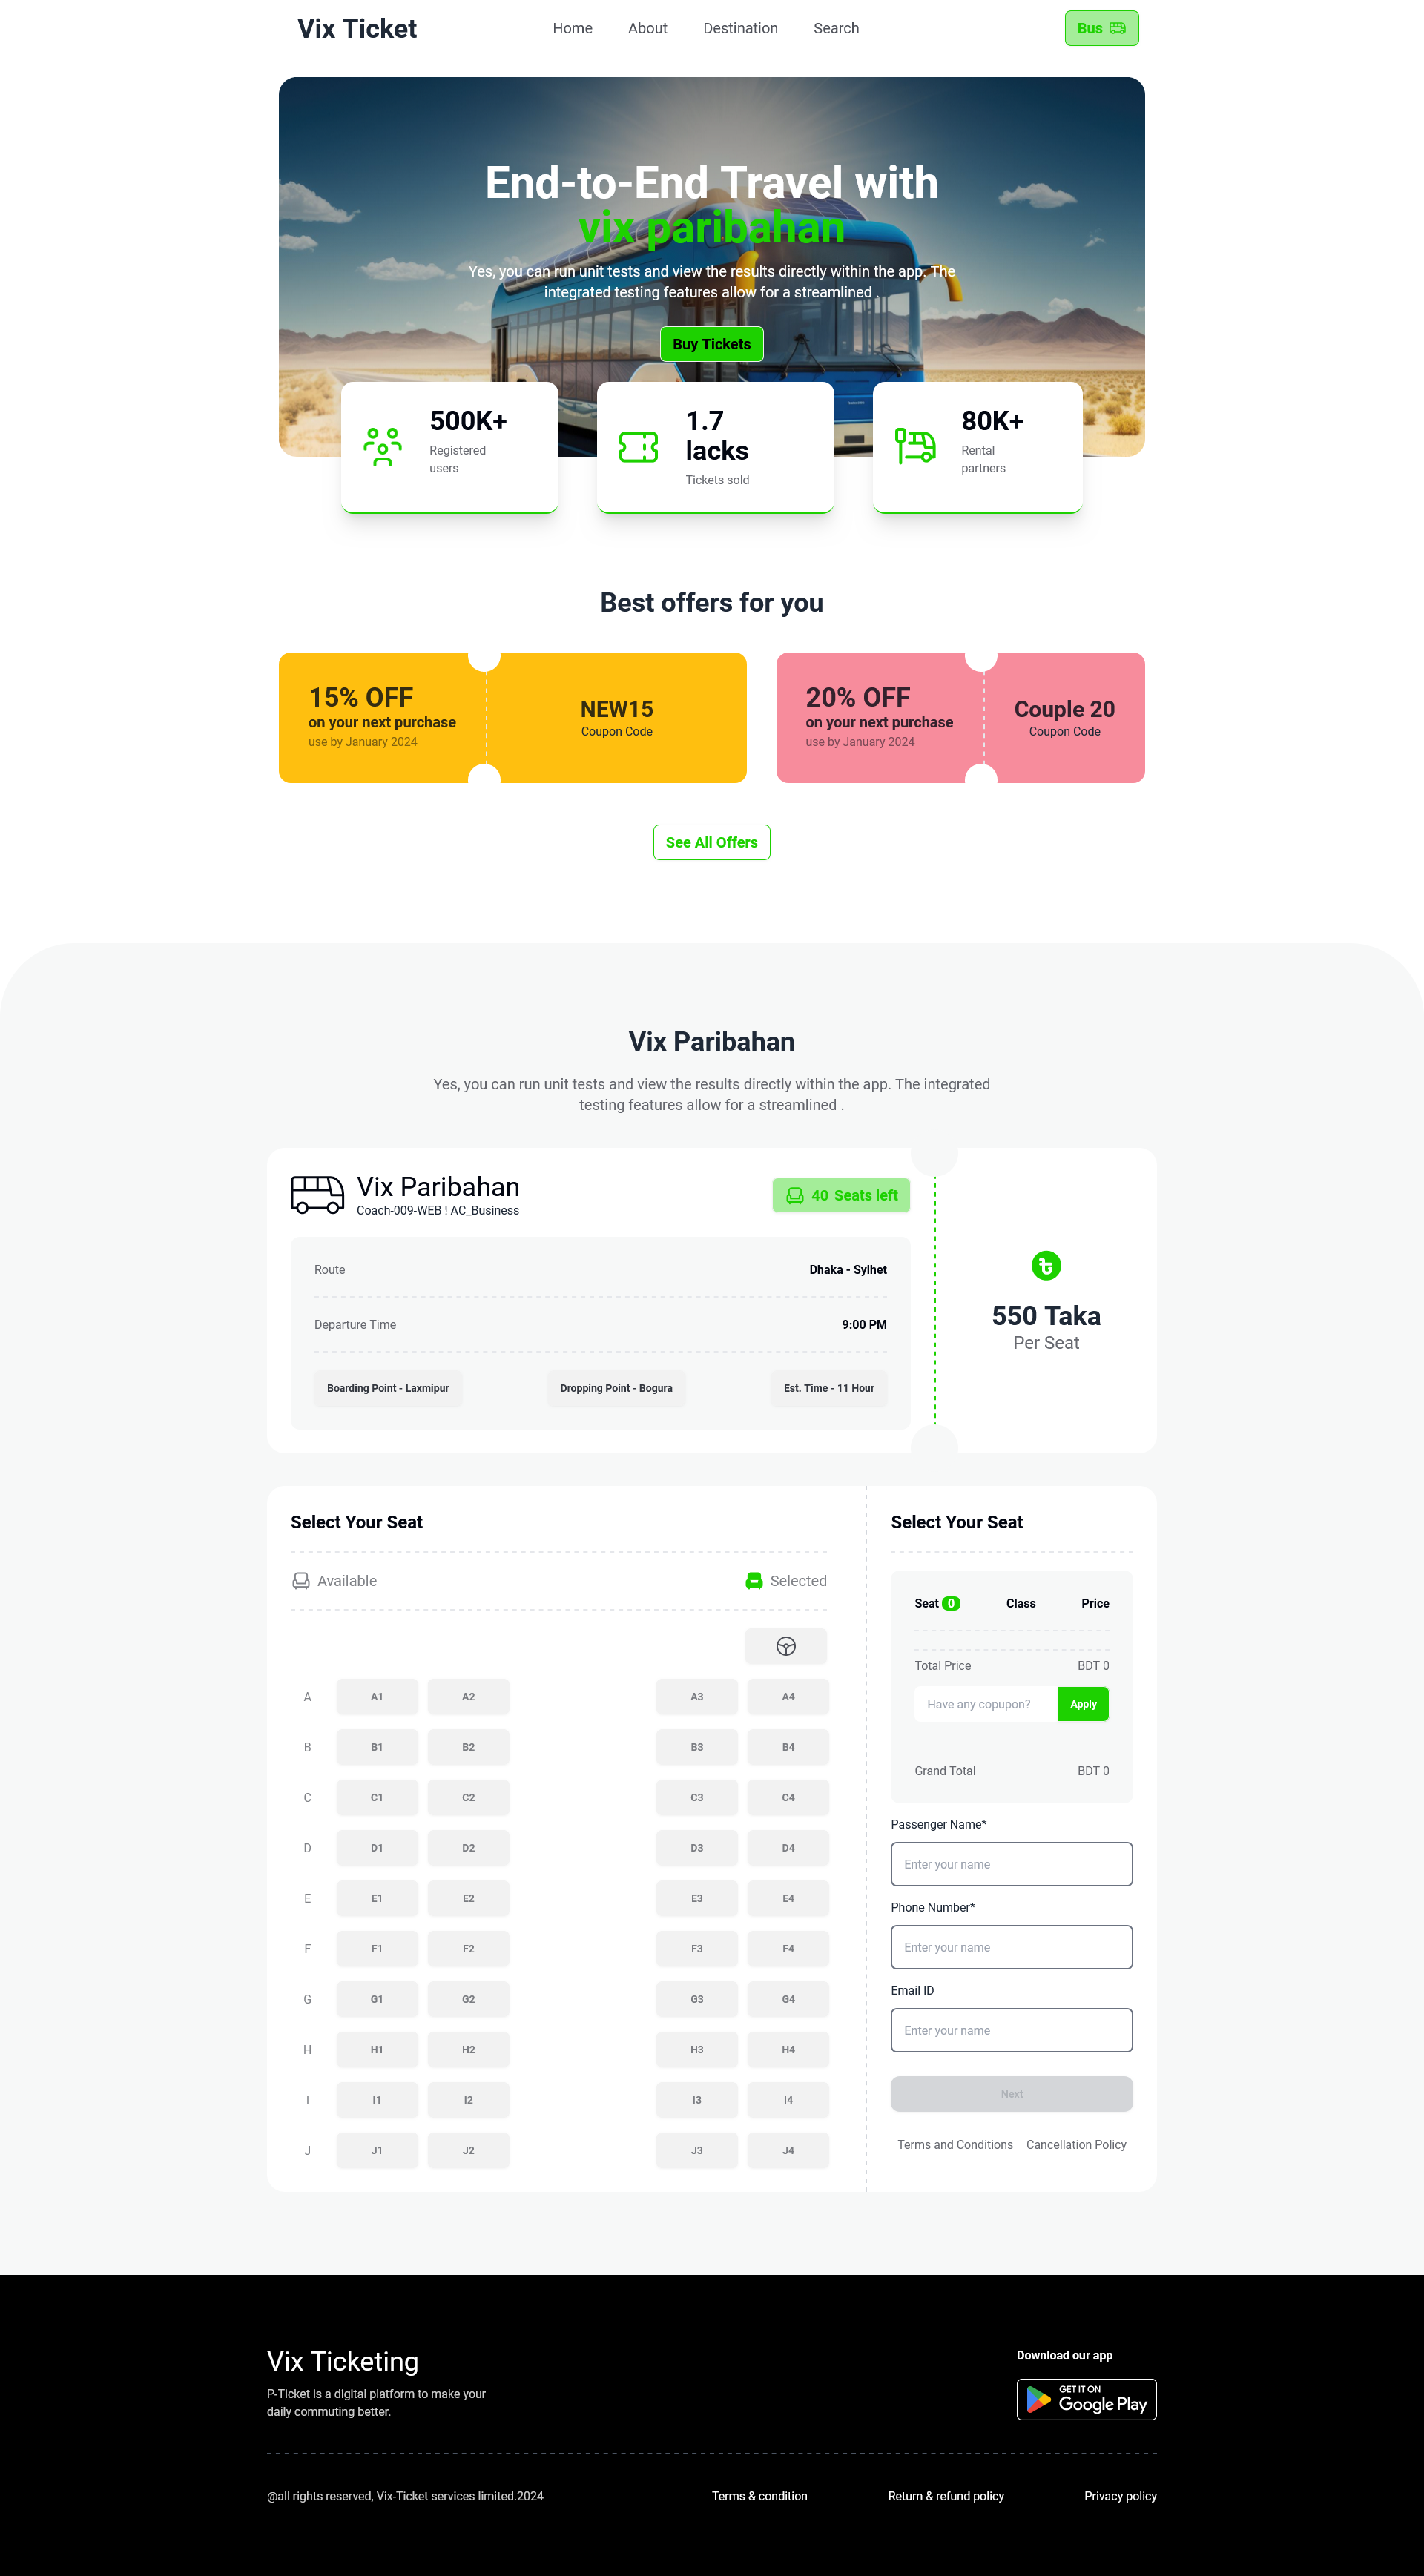 Vix Ticket
Home
About
Destination
Search
Bus
End-to-End Travel with
vix paribahan
Yes, you can run unit tests and view the results directly within the app. The
integrated testing features allow for a streamlined .
Buy Tickets
500K+
Registered
users
1.7
lacks
Tickets sold
80K+
Rental
partners
Best offers for you
15% OFF
on your next purchase
use by January 2024
NEW15
Coupon Code
20% OFF
on your next purchase
use by January 2024
Couple 20
Coupon Code
See All Offers
Vix Paribahan
Yes, you can run unit tests and view the results directly within the app. The integrated
testing features allow for a streamlined .
Vix Paribahan
Coach-009-WEB ! AC_Business
40 Seats left
Route
Dhaka - Sylhet
Departure Time
9:00 PM
Boarding Point - Laxmipur
Dropping Point - Bogura
Est. Time - 11 Hour
৳
550 Taka
Per Seat
Select Your Seat
Available
Selected
A A1 A2 A3 A4
B B1 B2 B3 B4
C C1 C2 C3 C4
D D1 D2 D3 D4
E E1 E2 E3 E4
F F1 F2 F3 F4
G G1 G2 G3 G4
H H1 H2 H3 H4
I I1 I2 I3 I4
J J1 J2 J3 J4
Select Your Seat
Seat 0 Class Price
Total Price BDT 0
Have any copupon? Apply
Grand Total BDT 0
Passenger Name*
Enter your name
Phone Number*
Enter your name
Email ID
Enter your name
Next
Terms and Conditions
Cancellation Policy
Vix Ticketing
P-Ticket is a digital platform to make your
daily commuting better.
Download our app
GET IT ON
Google Play
@all rights reserved, Vix-Ticket services limited.2024
Terms & condition
Return & refund policy
Privacy policy